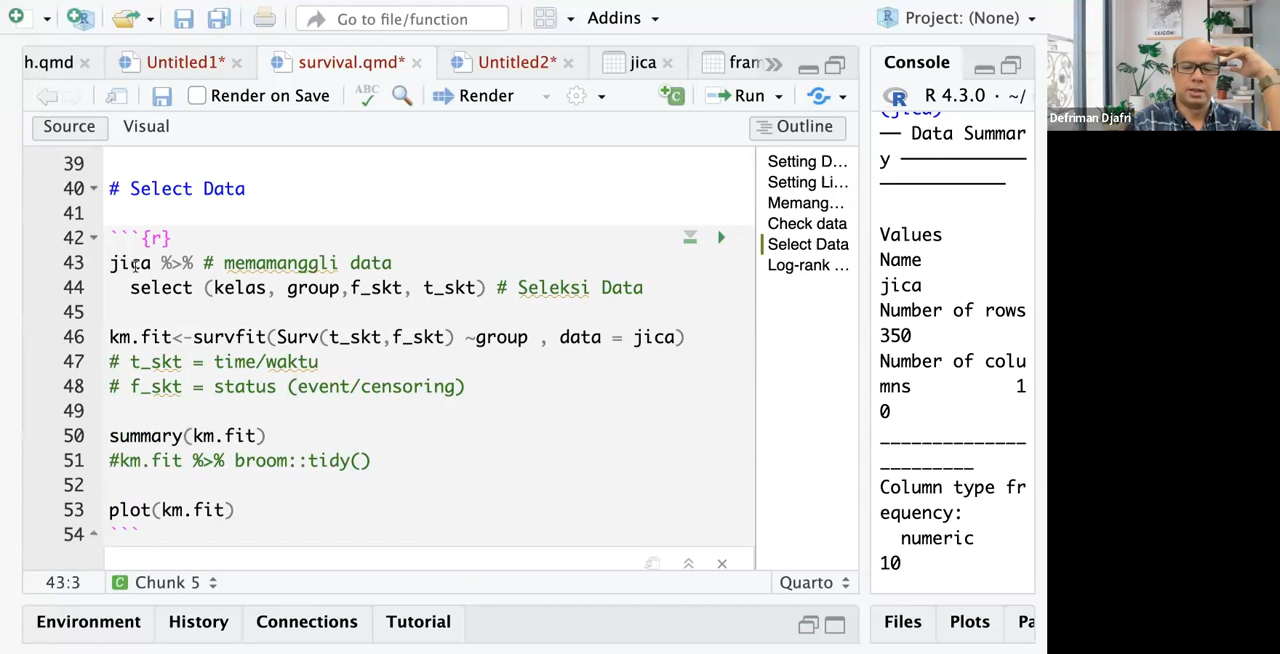 Go to file/function
Addins
Project: (None)
h.qmd
Untitled1*
survival.qmd*
Untitled2*
jica
fram
Console
Render on Save
ABC
Render
Run
R 4.3.0 · ~/
Source
Visual
Outline
39
40 # Select Data
41
42 ```{r}
43 jica %>% # memamanggli data
44 select (kelas, group,f_skt, t_skt) # Seleksi Data
45
46 km.fit<-survfit(Surv(t_skt,f_skt) ~group , data = jica)
47 # t_skt = time/waktu
48 # f_skt = status (event/censoring)
49
50 summary(km.fit)
51 #km.fit %>% broom::tidy()
52
53 plot(km.fit)
54 ```
Setting D...
Setting Li...
Memang...
Check data
Select Data
Log-rank ...
(jica)
── Data Summar
y ──────────
──────────
Values
Name
jica
Number of rows
350
Number of colu
mns 1
0
_______________
_________
Column type fr
equency:
numeric
10
43:3
Chunk 5
Quarto
Environment
History
Connections
Tutorial
Files
Plots
Pa
SAIGON
Defriman Djafri